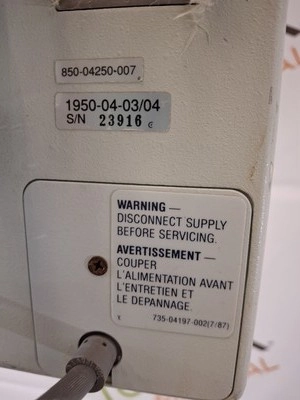 850-04250-007
1950-04-03/04
S/N 23916 c
WARNING —
DISCONNECT SUPPLY
BEFORE SERVICING.
AVERTISSEMENT —
COUPER
L'ALIMENTATION AVANT
L'ENTRETIEN ET
LE DEPANNAGE.
735-04197-002(7/87)